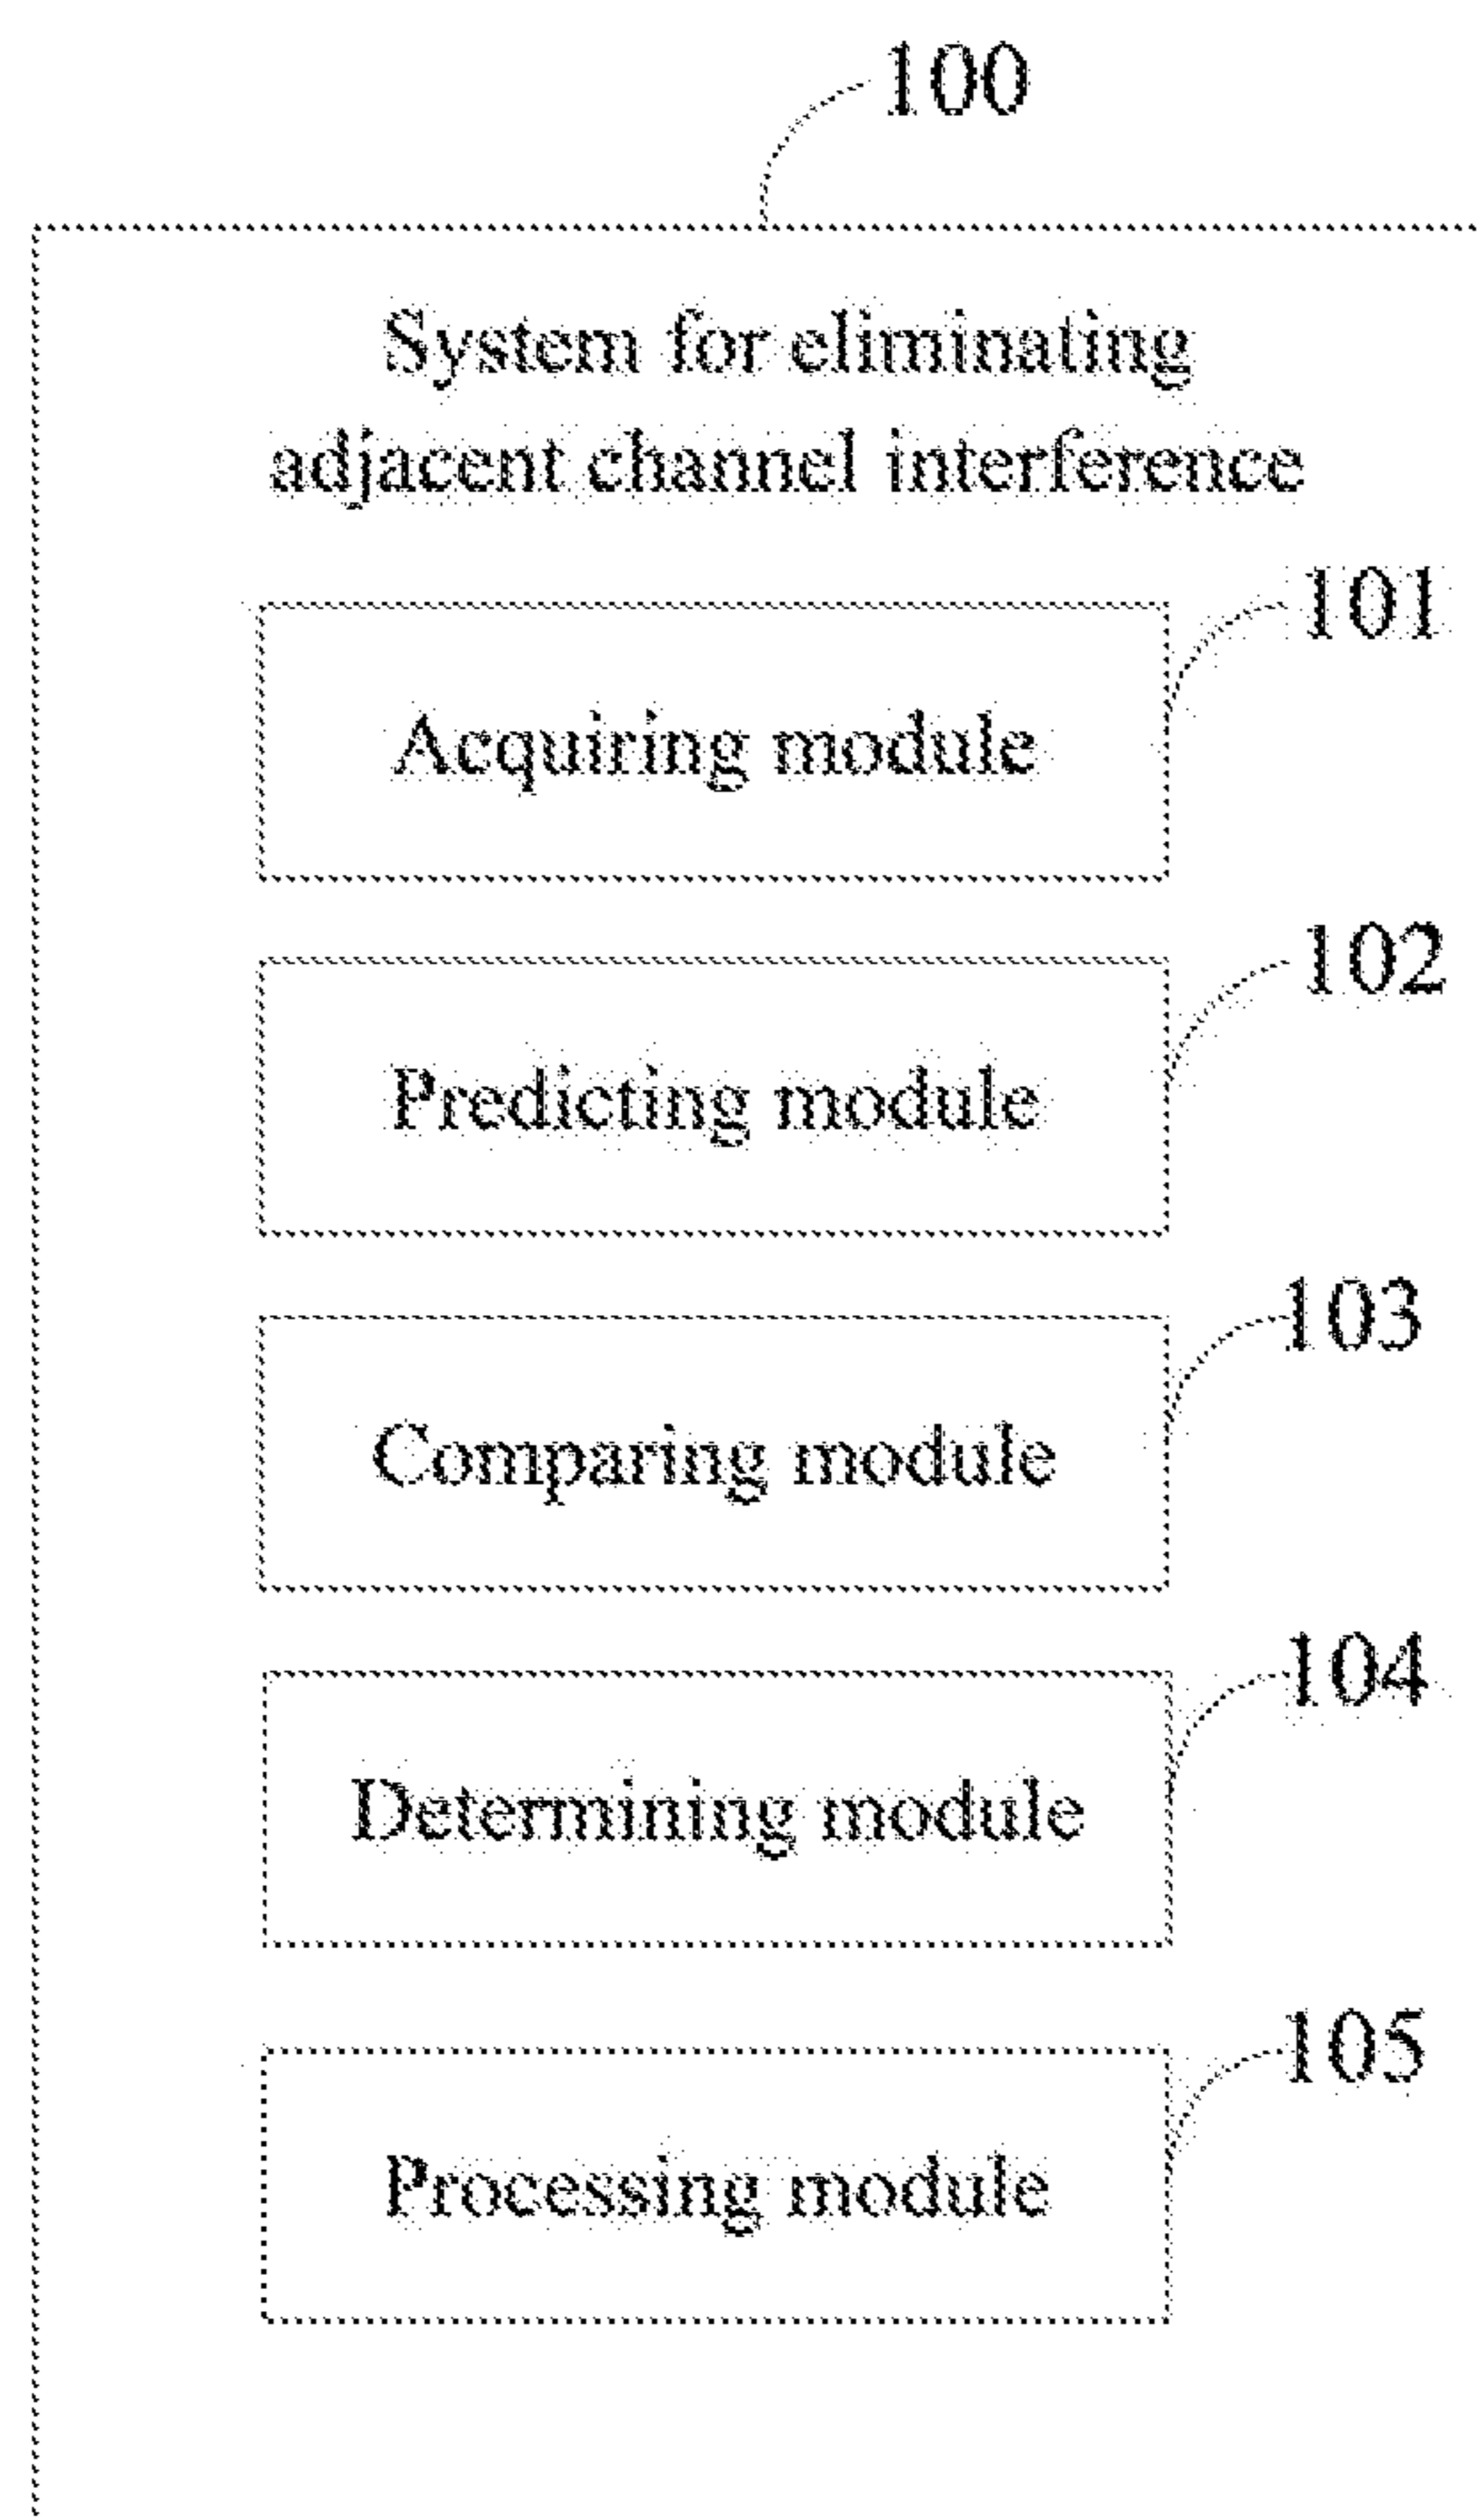 100
System for eliminating
adjacent channel interference
101
Acquiring module
102
Predicting module
103
Comparing module
104
Determining module
105
Processing module